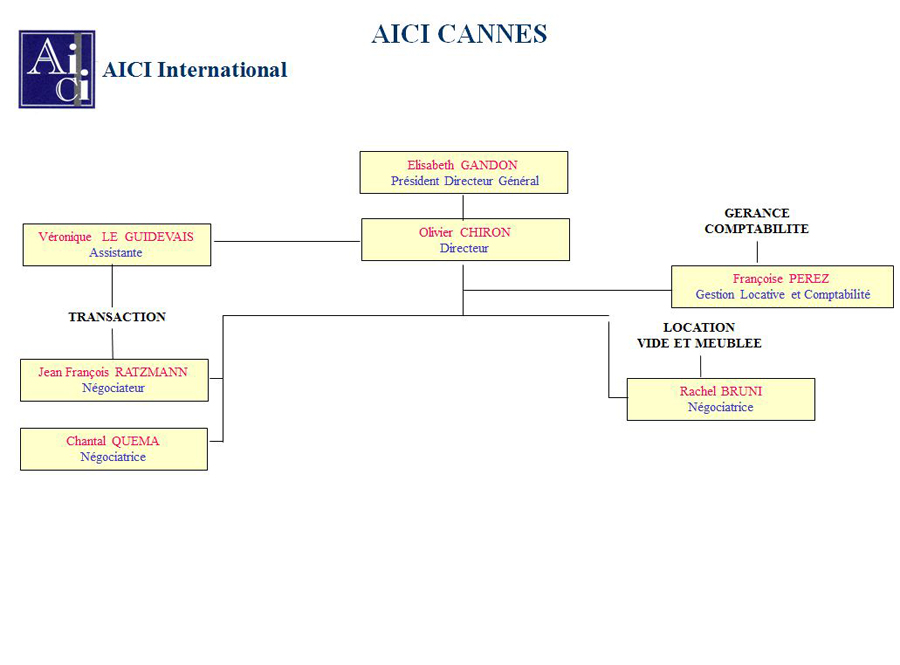 AICI CANNES
Ai
Ci
AICI International
Elisabeth GANDON
Président Directeur Général
Olivier CHIRON
Directeur
Véronique LE GUIDEVAIS
Assistante
GERANCE
COMPTABILITE
Françoise PEREZ
Gestion Locative et Comptabilité
TRANSACTION
LOCATION
VIDE ET MEUBLEE
Jean François RATZMANN
Négociateur
Rachel BRUNI
Négociatrice
Chantal QUEMA
Négociatrice